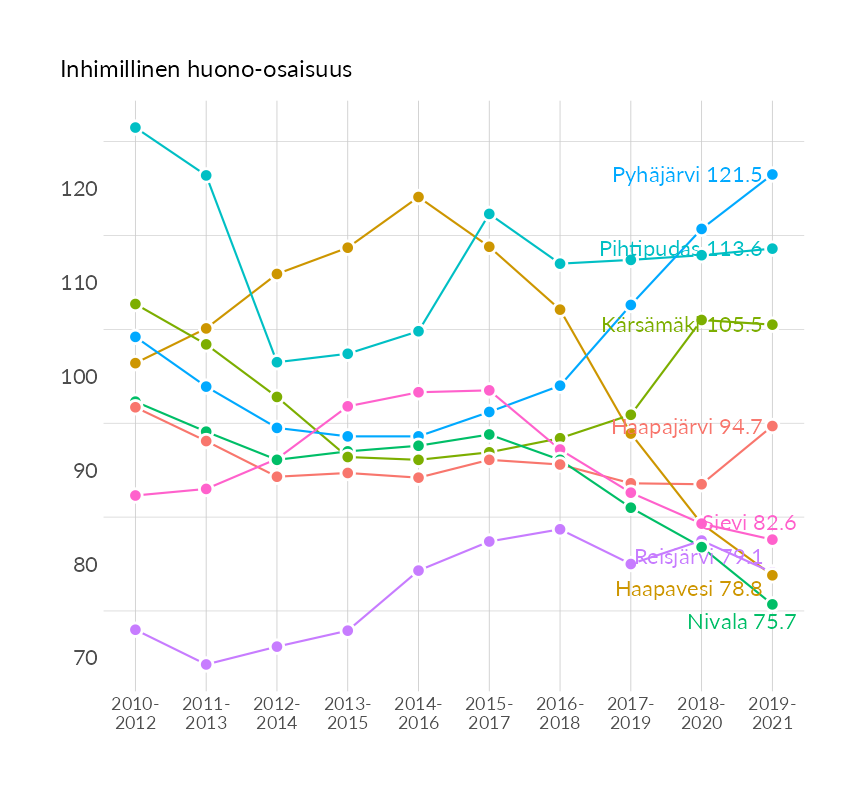 Inhimillinen huono-osaisuus
120
110
100
90
80
70
Pyhäjärvi 121.5
Pihtipudas 113.6
Kärsämäki 105.5
Haapajärvi 94.7
Sievi 82.6
Reisjärvi 79.1
Haapavesi 78.8
Nivala 75.7
2010-
2012
2011-
2013
2012-
2014
2013-
2015
2014-
2016
2015-
2017
2016-
2018
2017-
2019
2018-
2020
2019-
2021